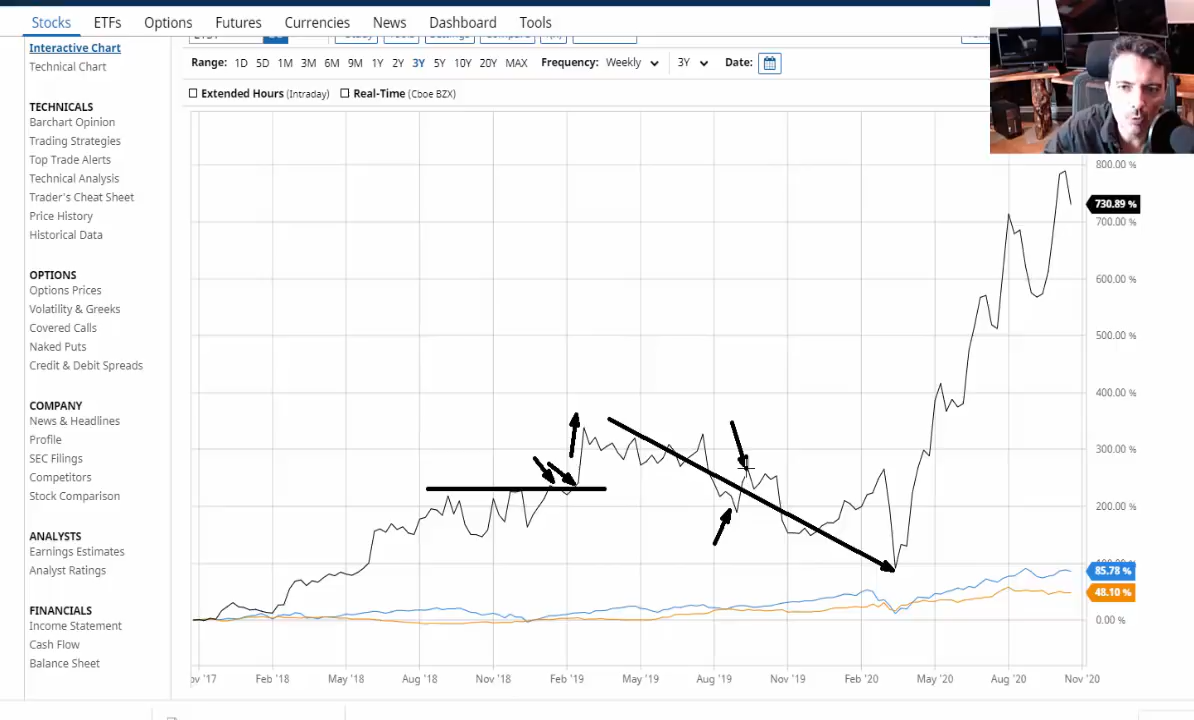 Stocks ETFs Options Futures Currencies News Dashboard Tools
Interactive Chart
Technical Chart
TECHNICALS
Barchart Opinion
Trading Strategies
Top Trade Alerts
Technical Analysis
Trader's Cheat Sheet
Price History
Historical Data
OPTIONS
Options Prices
Volatility & Greeks
Covered Calls
Naked Puts
Credit & Debit Spreads
COMPANY
News & Headlines
Profile
SEC Filings
Competitors
Stock Comparison
ANALYSTS
Earnings Estimates
Analyst Ratings
FINANCIALS
Income Statement
Cash Flow
Balance Sheet
Range: 1D 5D 1M 3M 6M 9M 1Y 2Y 3Y 5Y 10Y 20Y MAX Frequency: Weekly 3Y Date:
Extended Hours (Intraday) Real-Time (Cboe BZX)
800.00 %
730.89 %
700.00 %
600.00 %
500.00 %
400.00 %
300.00 %
200.00 %
85.78 %
48.10 %
0.00 %
ov '17 Feb '18 May '18 Aug '18 Nov '18 Feb '19 May '19 Aug '19 Nov '19 Feb '20 May '20 Aug '20 Nov '20